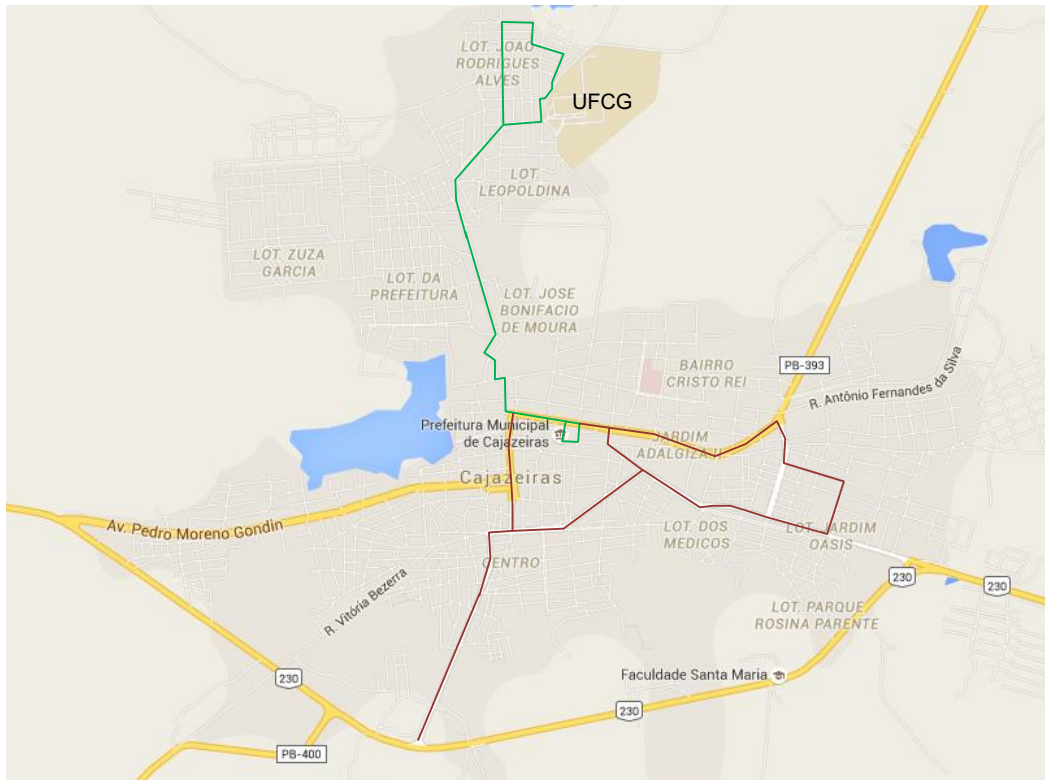 LOT. JOAO
RODRIGUES
ALVES
UFCG
LOT.
LEOPOLDINA
LOT. ZUZA
GARCIA
LOT. DA
PREFEITURA
LOT. JOSE
BONIFACIO
DE MOURA
BAIRRO
CRISTO REI
PB-393
R. Antônio Fernandes da Silva
Prefeitura Municipal
de Cajazeiras
JARDIM
ADALGIZA II
Cajazeiras
Av. Pedro Moreno Gondin
LOT. DOS
MEDICOS
LOT. JARDIM
OASIS
CENTRO
230
230
R. Vitória Bezerra
LOT. PARQUE
ROSINA PARENTE
Faculdade Santa Maria
230
230
PB-400